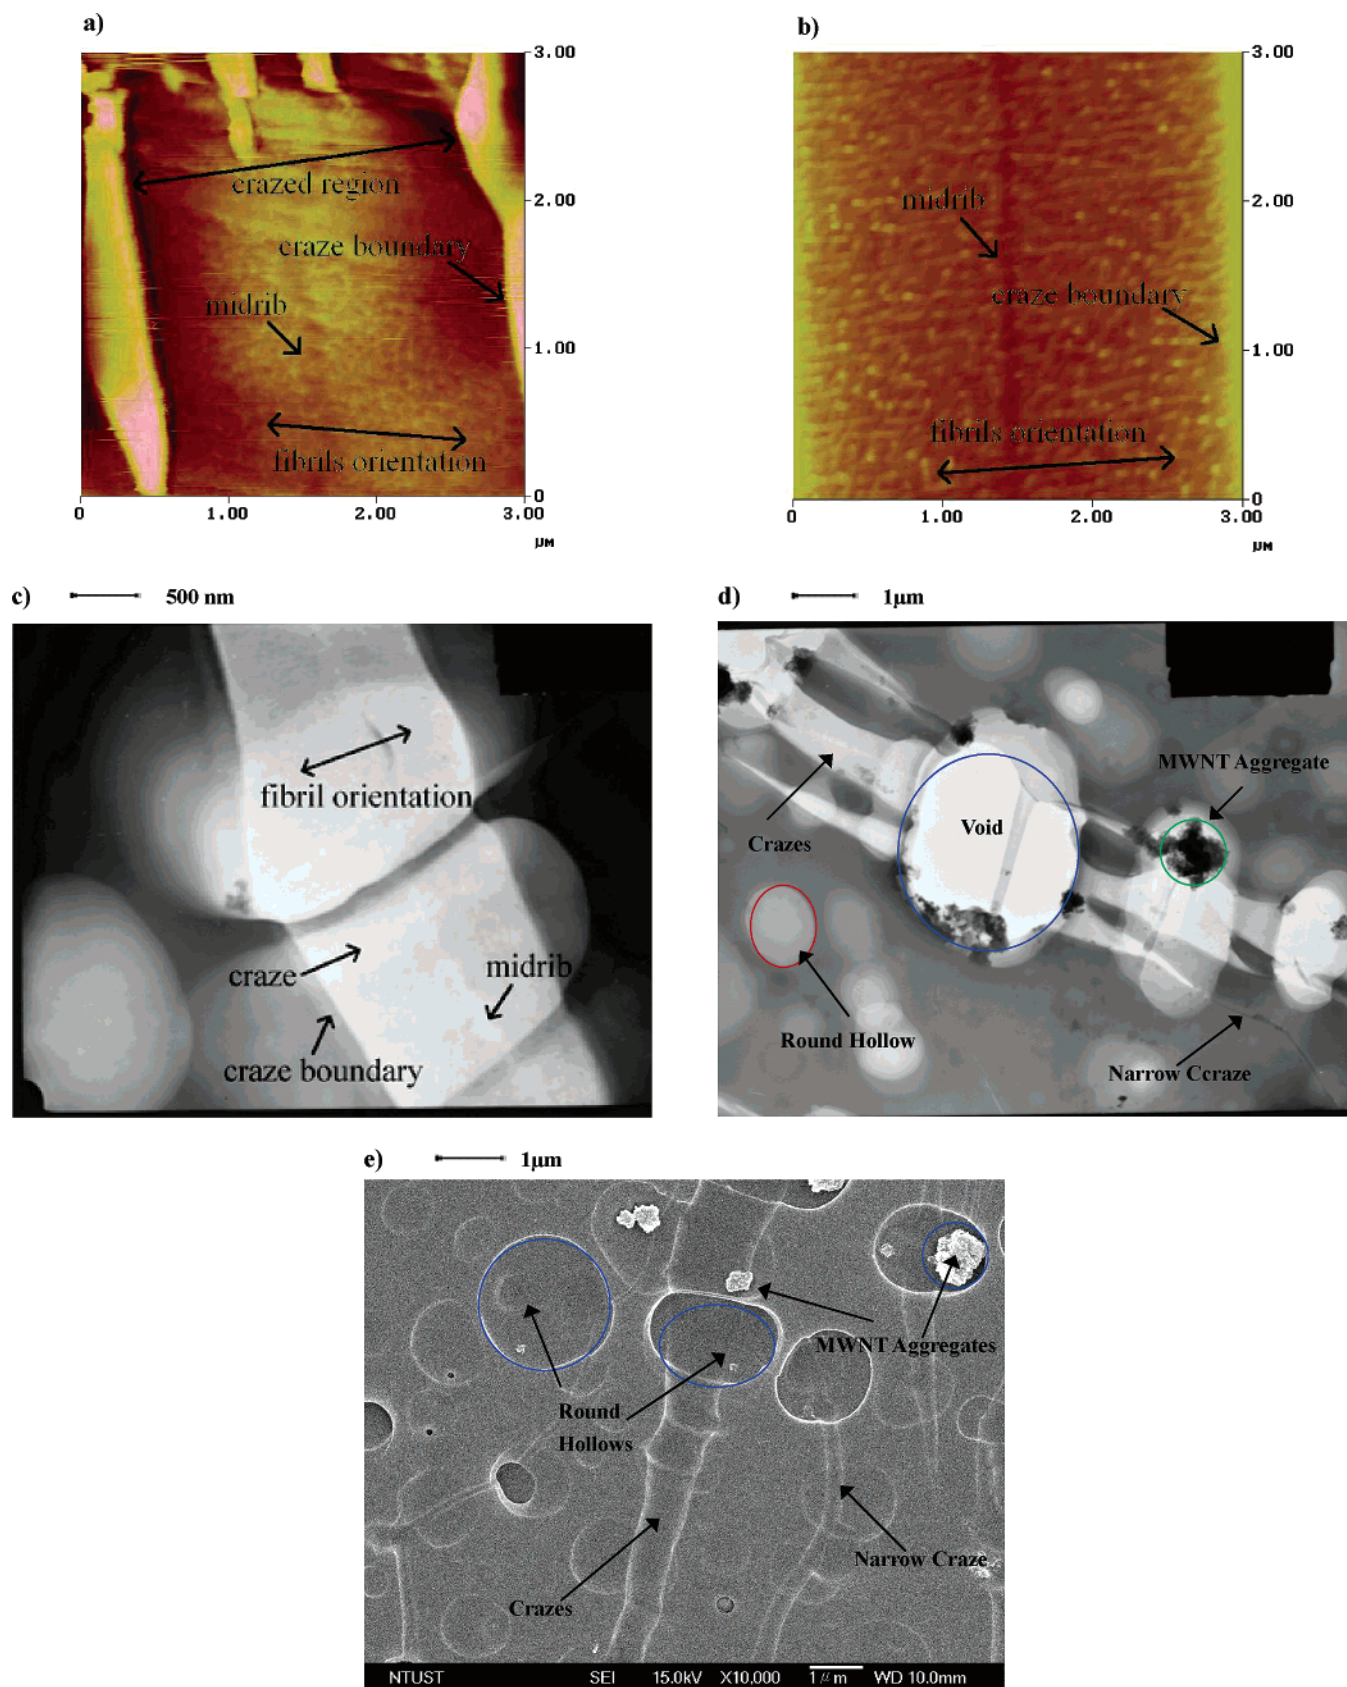 a)
crazed region
craze boundary
midrib
fibrils orientation
3.00
2.00
1.00
0
0 1.00 2.00 3.00
µM
b)
midrib
craze boundary
fibrils orientation
3.00
2.00
1.00
0
0 1.00 2.00 3.00
µM
c) 500 nm
fibril orientation
craze
midrib
craze boundary
d) 1µm
MWNT Aggregate
Void
Crazes
Round Hollow
Narrow Ccraze
e) 1µm
MWNT Aggregates
Round
Hollows
Narrow Craze
Crazes
NTUST SEI 15.0kV X10,000 1µm WD 10.0mm